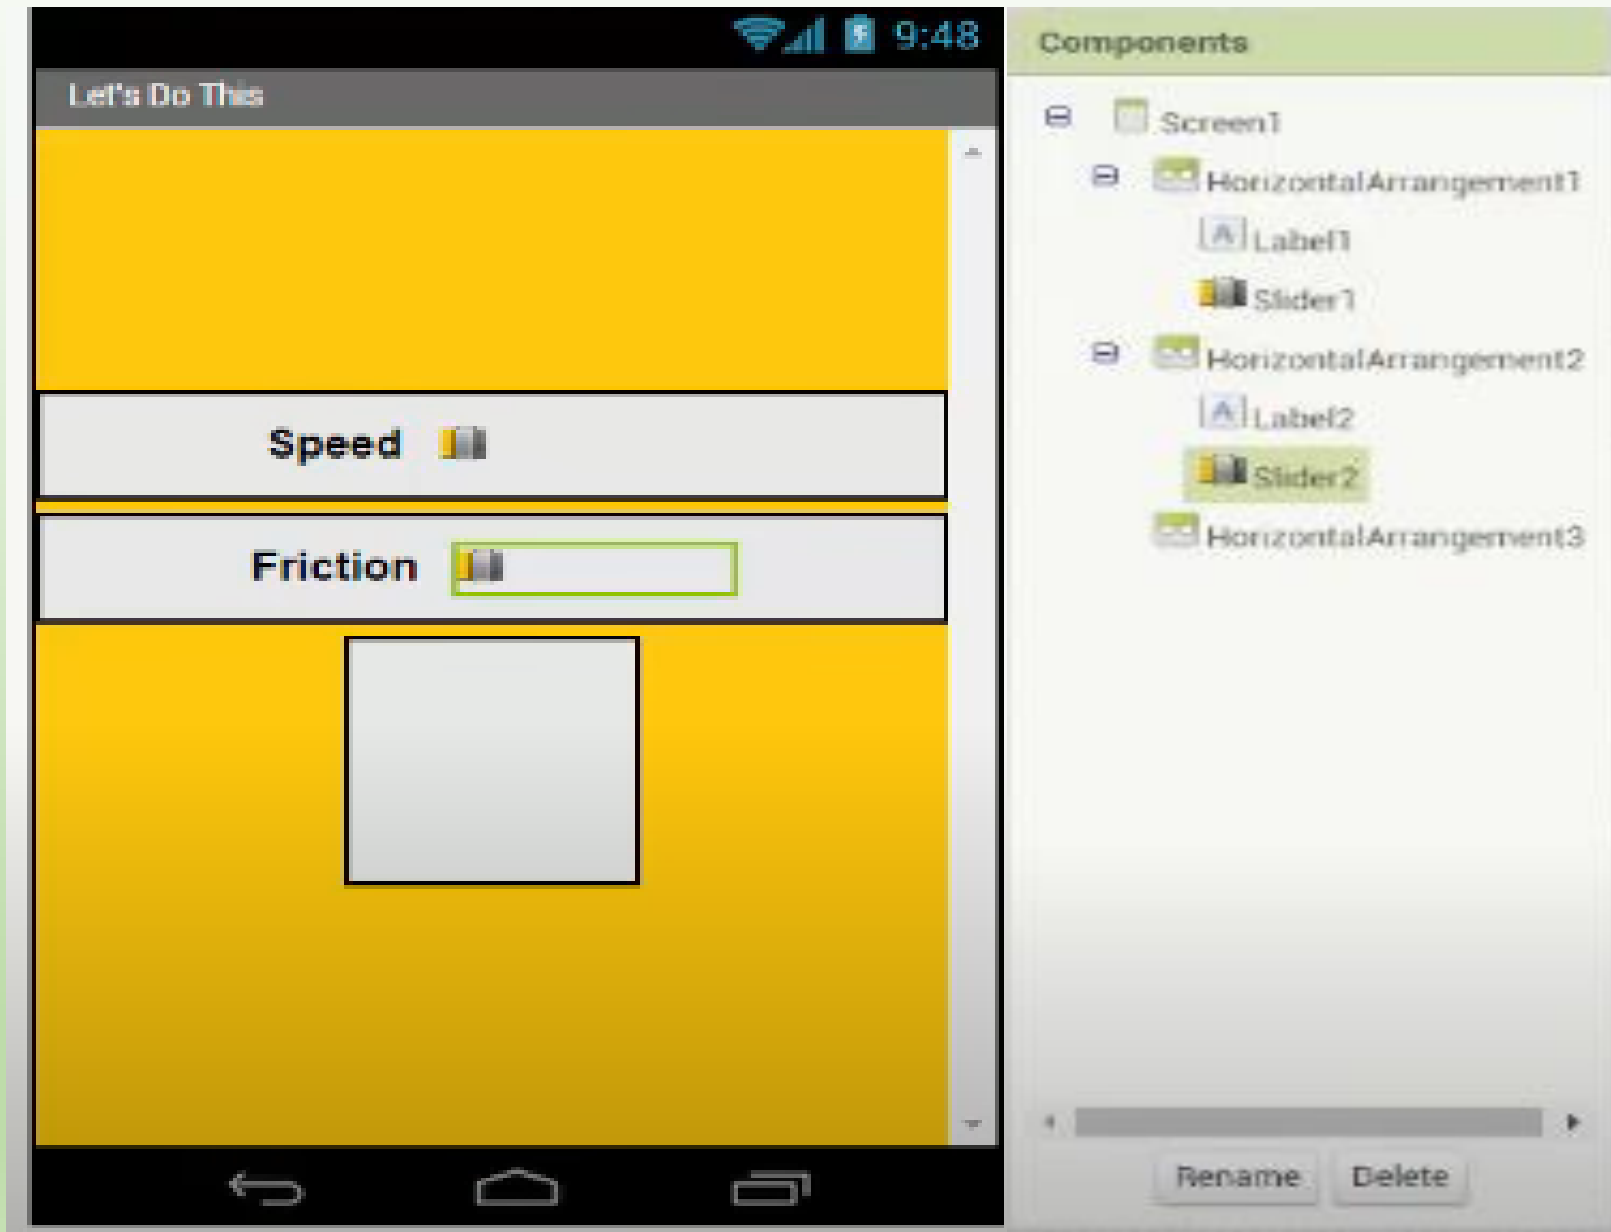 9:48
Let's Do This
Speed
Friction
Components
Screen1
HorizontalArrangement1
A Label1
Slider1
HorizontalArrangement2
A Label2
Slider2
HorizontalArrangement3
Rename Delete